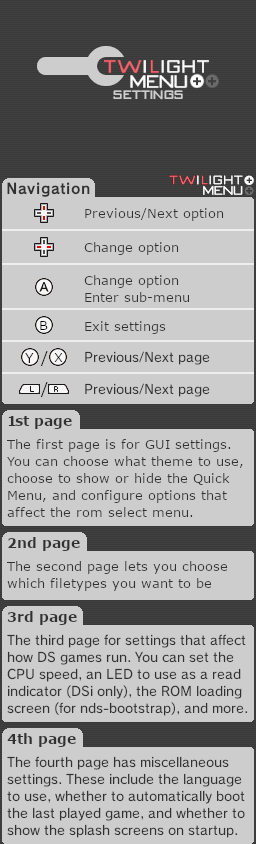 TWILIGHT
MENU++
SETTINGS
TWILIGHT
MENU++
Navigation
Previous/Next option
Change option
A
Change option
Enter sub-menu
B
Exit settings
Y/X
Previous/Next page
L/R
Previous/Next page
1st page
The first page is for GUI settings.
You can choose what theme to use,
choose to show or hide the Quick
Menu, and configure options that
affect the rom select menu.
2nd page
The second page lets you choose
which filetypes you want to be
3rd page
The third page for settings that affect
how DS games run. You can set the
CPU speed, an LED to use as a read
indicator (DSi only), the ROM loading
screen (for nds-bootstrap), and more.
4th page
The fourth page has miscellaneous
settings. These include the language
to use, whether to automatically boot
the last played game, and whether to
show the splash screens on startup.